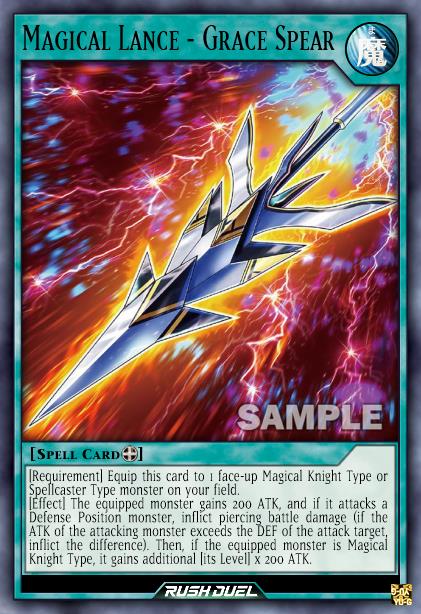 Magical Lance - Grace Spear
ま
魔
SAMPLE
[Spell Card]
[Requirement] Equip this card to 1 face-up Magical Knight Type or
Spellcaster Type monster on your field.
[Effect] The equipped monster gains 200 ATK, and if it attacks a
Defense Position monster, inflict piercing battle damage (if the
ATK of the attacking monster exceeds the DEF of the attack target,
inflict the difference). Then, if the equipped monster is Magical
Knight Type, it gains additional [its Level] x 200 ATK.
RUSH DUEL